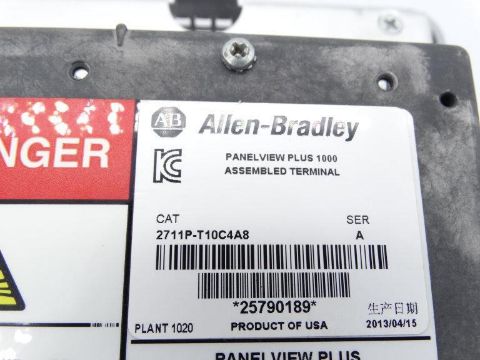 NGER
AB Allen-Bradley
PANELVIEW PLUS 1000
ASSEMBLED TERMINAL
CAT SER
2711P-T10C4A8 A
*25790189* 生产日期
PLANT 1020 PRODUCT OF USA 2013/04/15
PANELVIEW PLUS